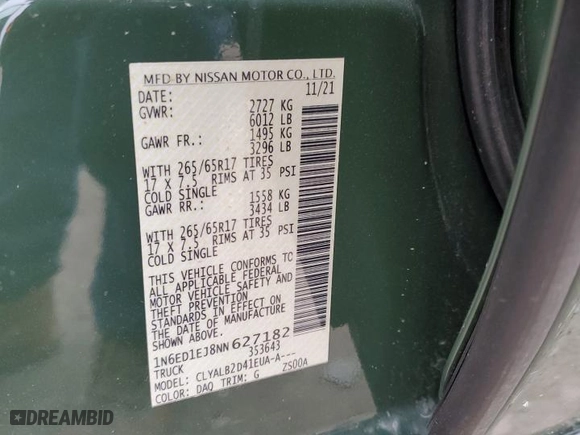 MFD BY NISSAN MOTOR CO., LTD.
DATE: 11/21
GVWR: 2727 KG
6012 LB
GAWR FR.: 1495 KG
3296 LB
WITH 265/65R17 TIRES
17 X 7.5 RIMS AT 35 PSI
COLD SINGLE
GAWR RR.: 1558 KG
3434 LB
WITH 265/65R17 TIRES
17 X 7.5 RIMS AT 35 PSI
COLD SINGLE
THIS VEHICLE CONFORMS TO
ALL APPLICABLE FEDERAL
MOTOR VEHICLE SAFETY AND
THEFT PREVENTION
STANDARDS IN EFFECT ON
THE DATE OF MANUFACTURE
SHOWN ABOVE.
1N6ED1EJ8NN 627182
TRUCK 353643
MODEL: CLYALB2D41EUA-A---
COLOR: DAQ TRIM: G ZS00A
DREAMBID